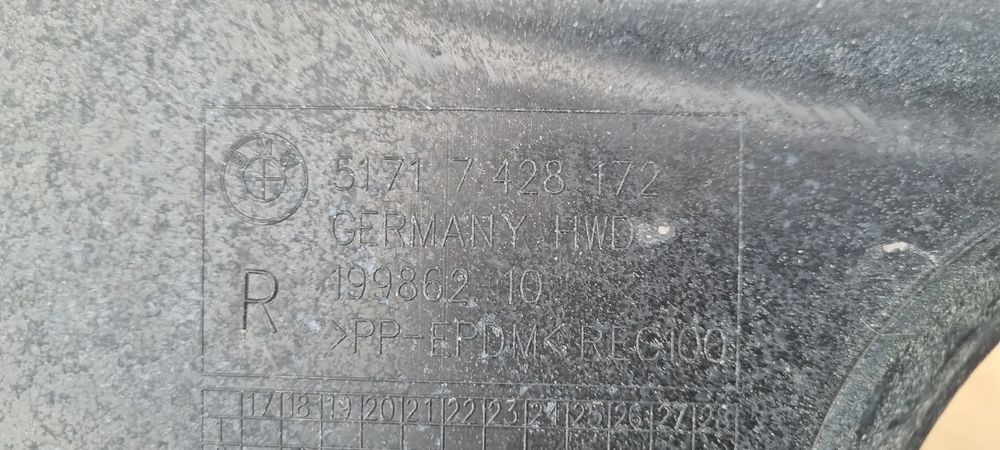 BMW
5171 7 428 172
GERMANY HWD
R
199862 10
>PP-EPDM< REC100
17 18 19 20 21 22 23 24 25 26 27 28